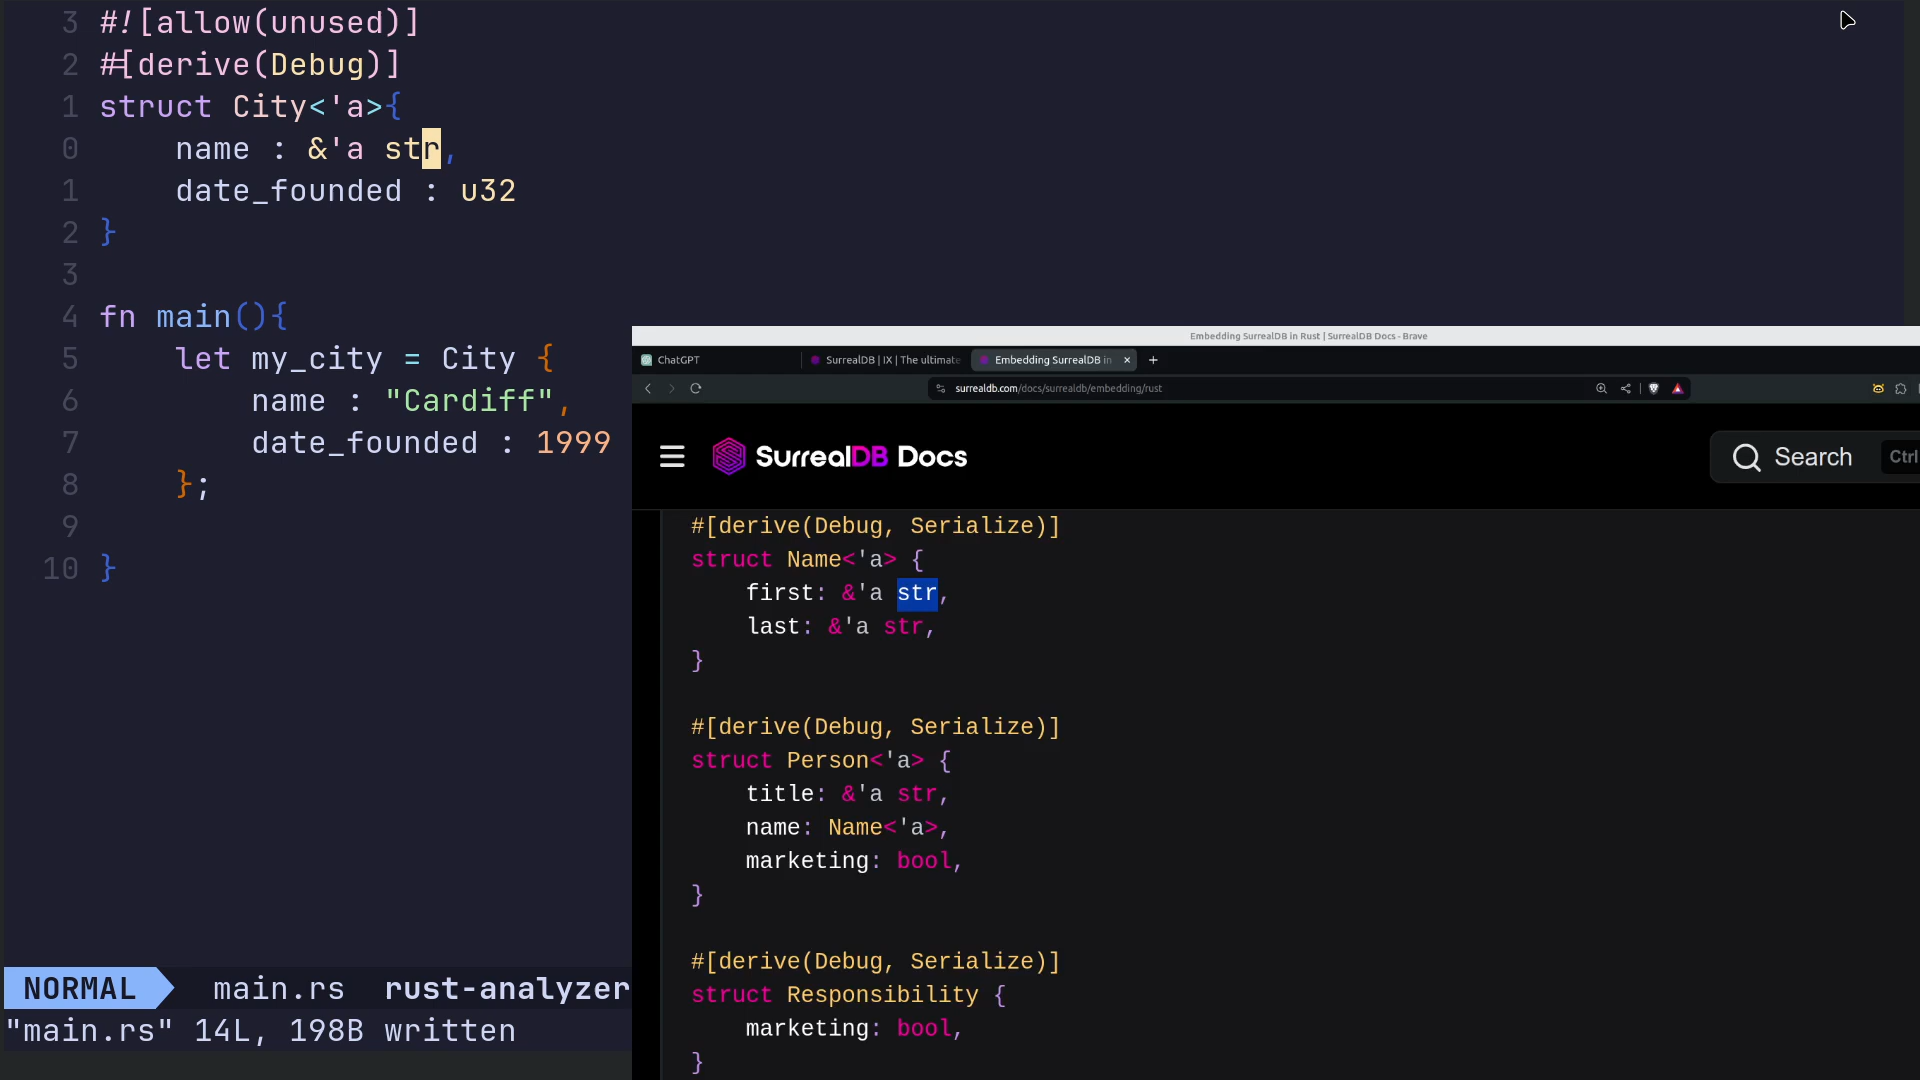 3 #![allow(unused)]
2 #[derive(Debug)]
1 struct City<'a>{
0     name : &'a str,
1     date_founded : u32
2 }
3
4 fn main(){
5     let my_city = City {
6         name : "Cardiff",
7         date_founded : 1999
8     };
9
10 }
NORMAL main.rs rust-analyzer
"main.rs" 14L, 198B written
Embedding SurrealDB in Rust | SurrealDB Docs - Brave
ChatGPT
SurrealDB | IX | The ultimate
Embedding SurrealDB in × +
surrealdb.com/docs/surrealdb/embedding/rust
SurrealDB Docs
Search Ctrl
#[derive(Debug, Serialize)]
struct Name<'a> {
    first: &'a str,
    last: &'a str,
}
#[derive(Debug, Serialize)]
struct Person<'a> {
    title: &'a str,
    name: Name<'a>,
    marketing: bool,
}
#[derive(Debug, Serialize)]
struct Responsibility {
    marketing: bool,
}